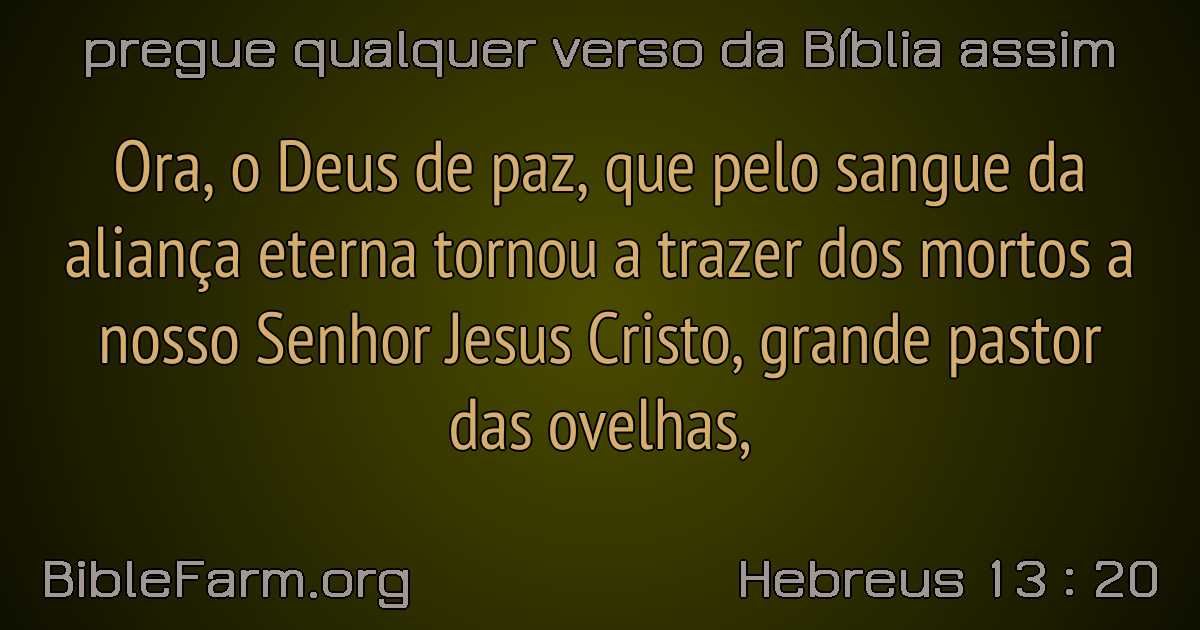 pregue qualquer verso da Bíblia assim
Ora, o Deus de paz, que pelo sangue da
aliança eterna tornou a trazer dos mortos a
nosso Senhor Jesus Cristo, grande pastor
das ovelhas,
BibleFarm.org
Hebreus 13 : 20